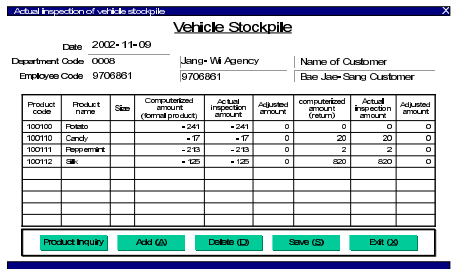 Actual inspection of vehicle stockpile X
Vehicle Stockpile
Date 2002-11-09
Department Code 0008 Jang-Wi Agency Name of Customer
Employee Code 9706861 9706861 Bae Jae-Sang Customer
Product code Product name Size Computerized amount (formal product) Actual inspection amount Adjusted amount computerized amount (return) Actual inspection amount Adjusted amount
100100 Potato -241 -241 0 0 0 0
100110 Candy -17 -17 0 20 20 0
100111 Peppermint -213 -213 0 2 2 0
100112 Silk -125 -125 0 820 820 0
Product Inquiry Add (A) Delete (D) Save (S) Exit (X)